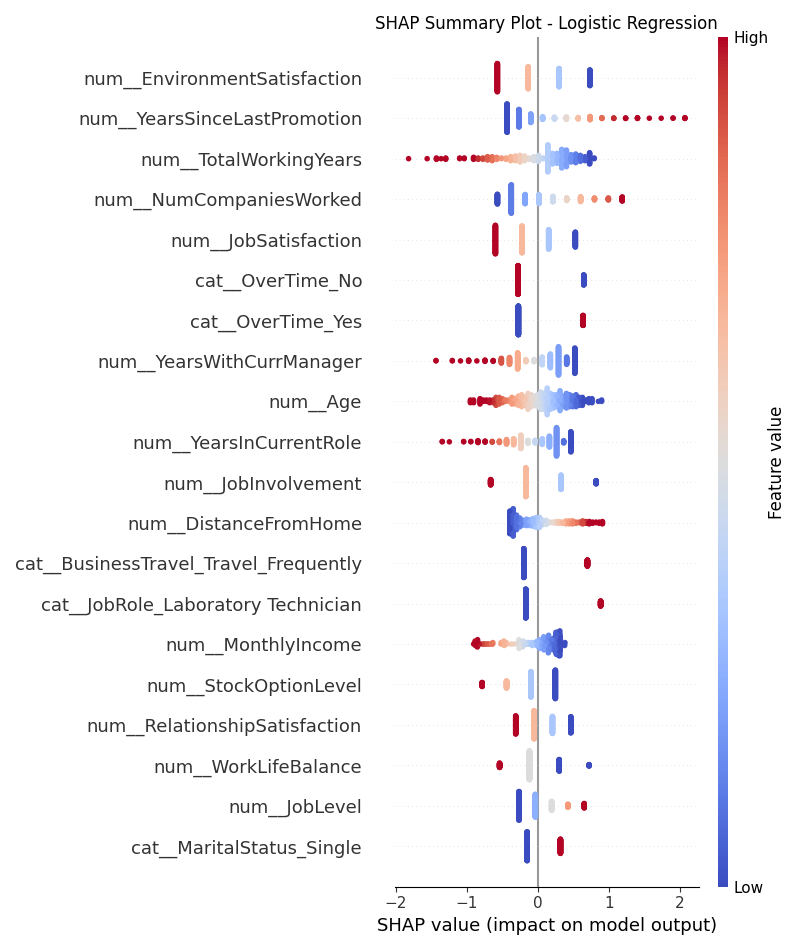 SHAP Summary Plot - Logistic Regression
High
num__EnvironmentSatisfaction
num__YearsSinceLastPromotion
num__TotalWorkingYears
num__NumCompaniesWorked
num__JobSatisfaction
cat__OverTime_No
cat__OverTime_Yes
num__YearsWithCurrManager
num__Age
num__YearsInCurrentRole
num__JobInvolvement
num__DistanceFromHome
cat__BusinessTravel_Travel_Frequently
cat__JobRole_Laboratory Technician
num__MonthlyIncome
num__StockOptionLevel
num__RelationshipSatisfaction
num__WorkLifeBalance
num__JobLevel
cat__MaritalStatus_Single
Feature value
Low
−2 −1 0 1 2
SHAP value (impact on model output)